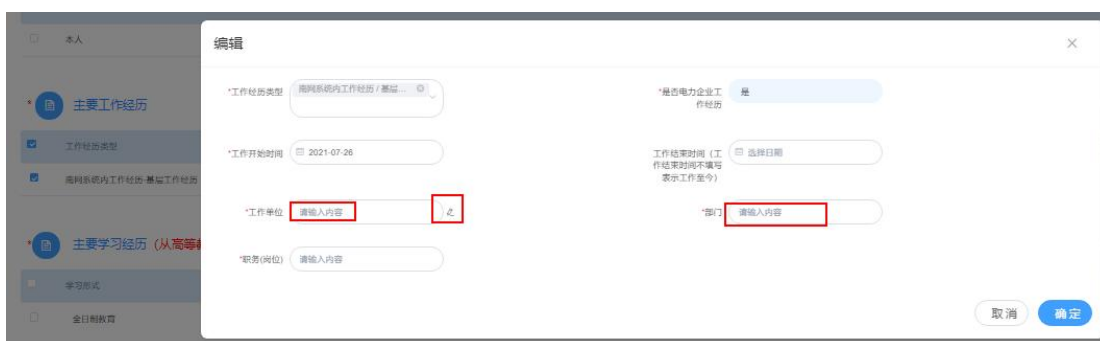 本人
编辑
*工作经历类型
南网系统内工作经历 / 基层...
*是否电力企业工作经历
是
* 主要工作经历
工作经历类型
*工作开始时间
2021-07-26
工作结束时间(工作结束时间不填写表示工作至今)
选择日期
南网系统内工作经历-基层工作经历
*工作单位
请输入内容
*部门
请输入内容
* 主要学习经历(从高等
*职务(岗位)
请输入内容
学习形式
全日制教育
取消
确定